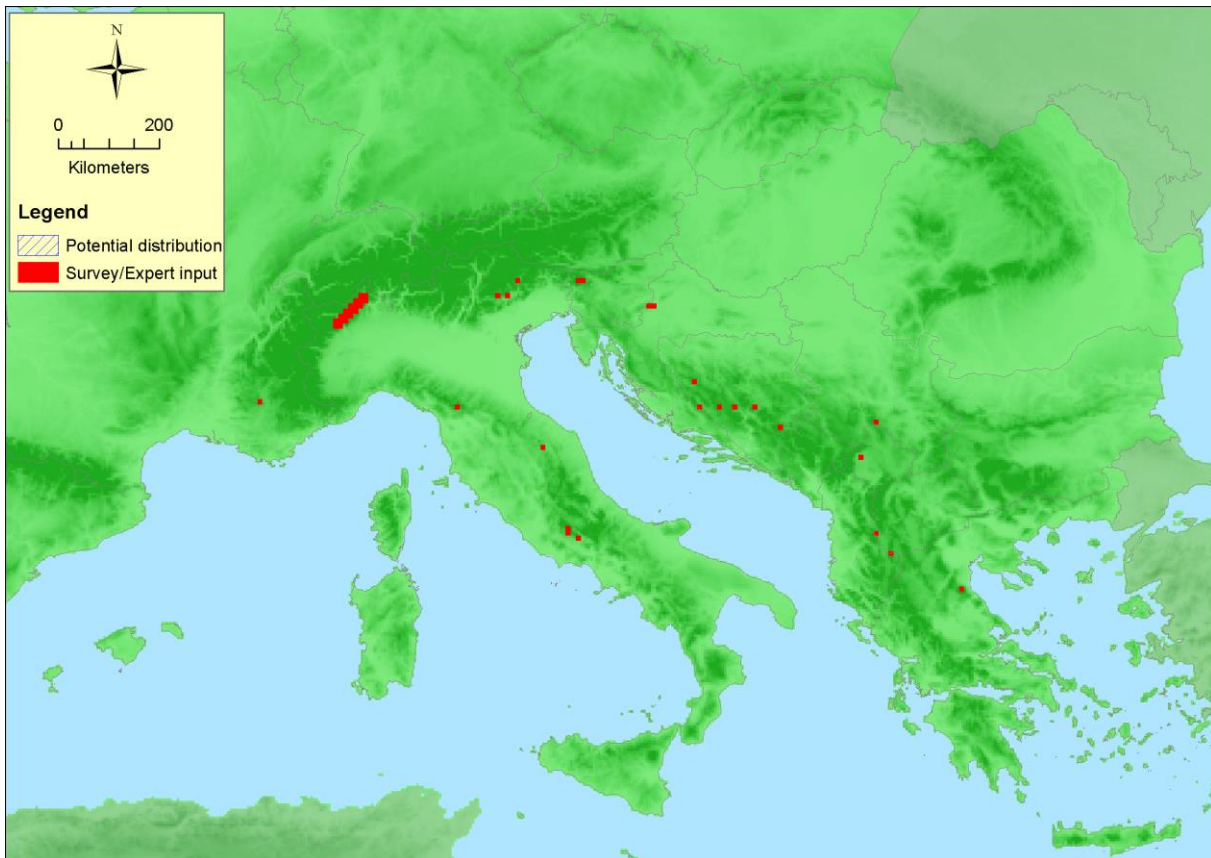 N
0 200
Kilometers
Legend
Potential distribution
Survey/Expert input